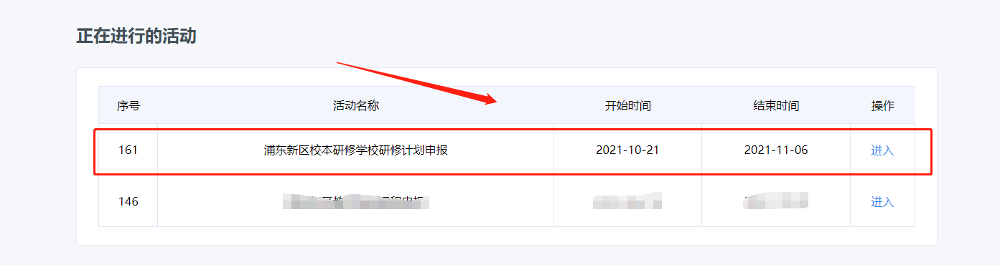 正在进行的活动
序号 活动名称 开始时间 结束时间 操作
161 浦东新区校本研修学校研修计划申报 2021-10-21 2021-11-06 进入
146 进入